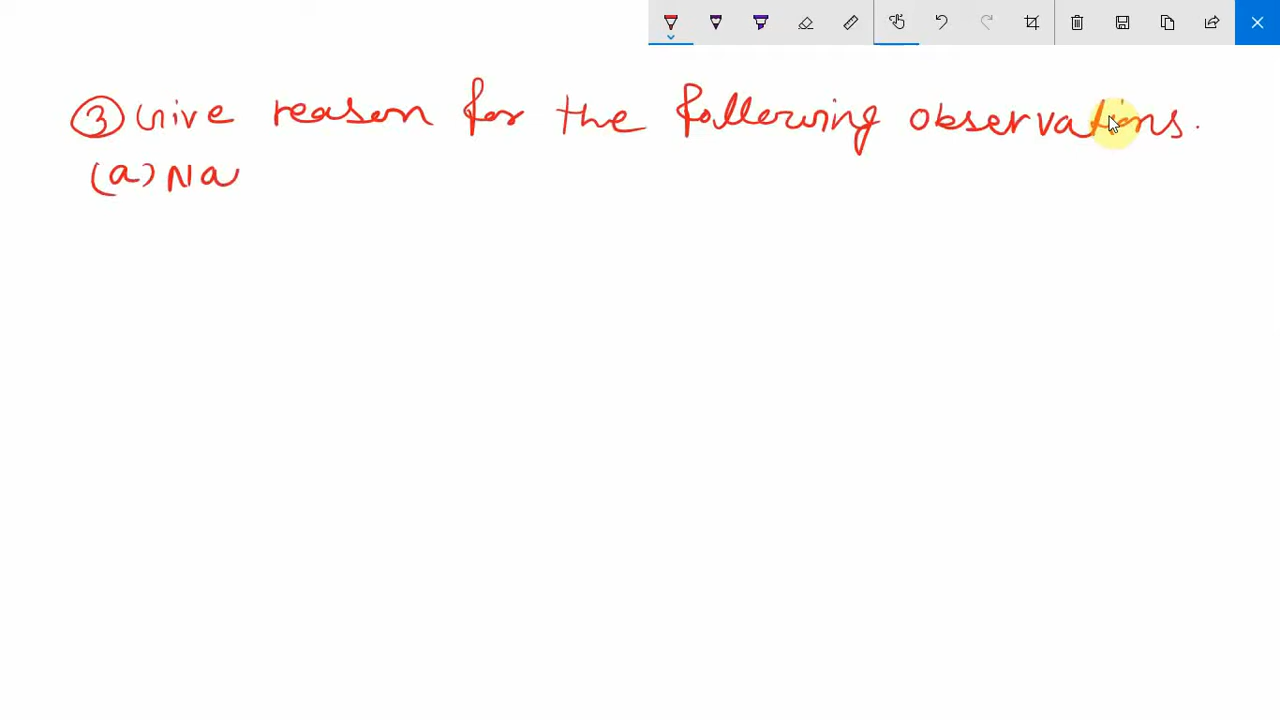 ③ Give reason for the following observations.
(a) Na